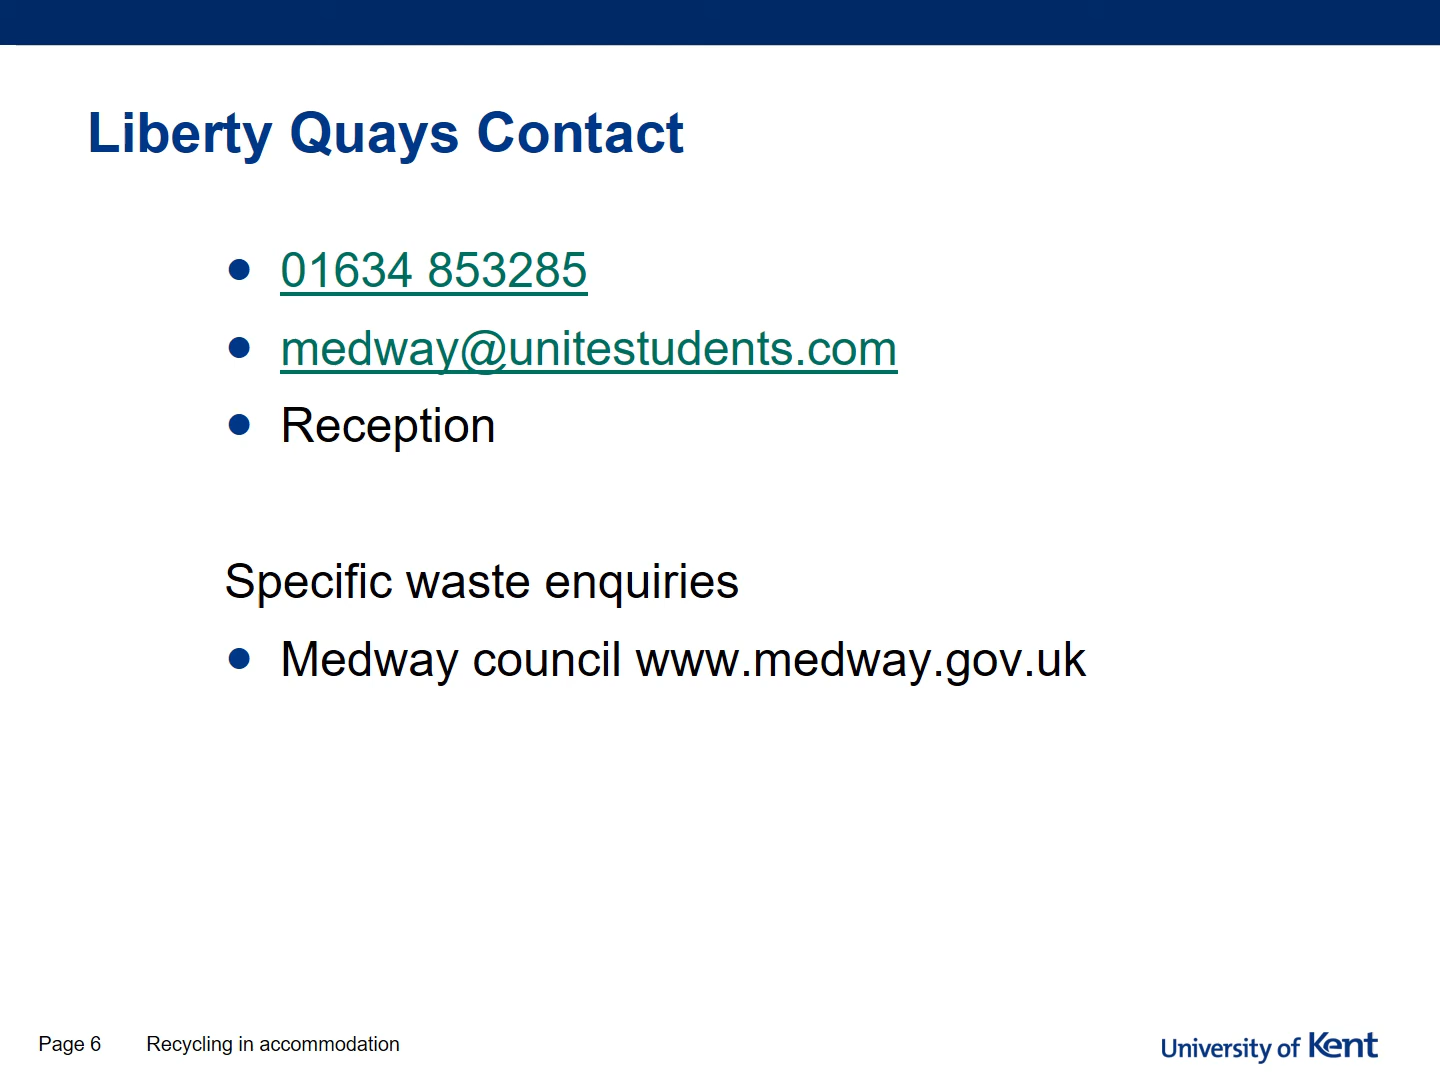 Liberty Quays Contact
01634 853285
medway@unitestudents.com
Reception
Specific waste enquiries
Medway council www.medway.gov.uk
Page 6 Recycling in accommodation
University of Kent